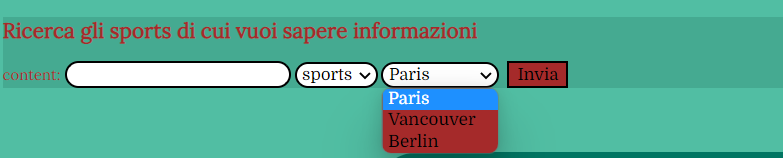 Ricerca gli sports di cui vuoi sapere informazioni
content: sports Paris Invia
Paris
Vancouver
Berlin